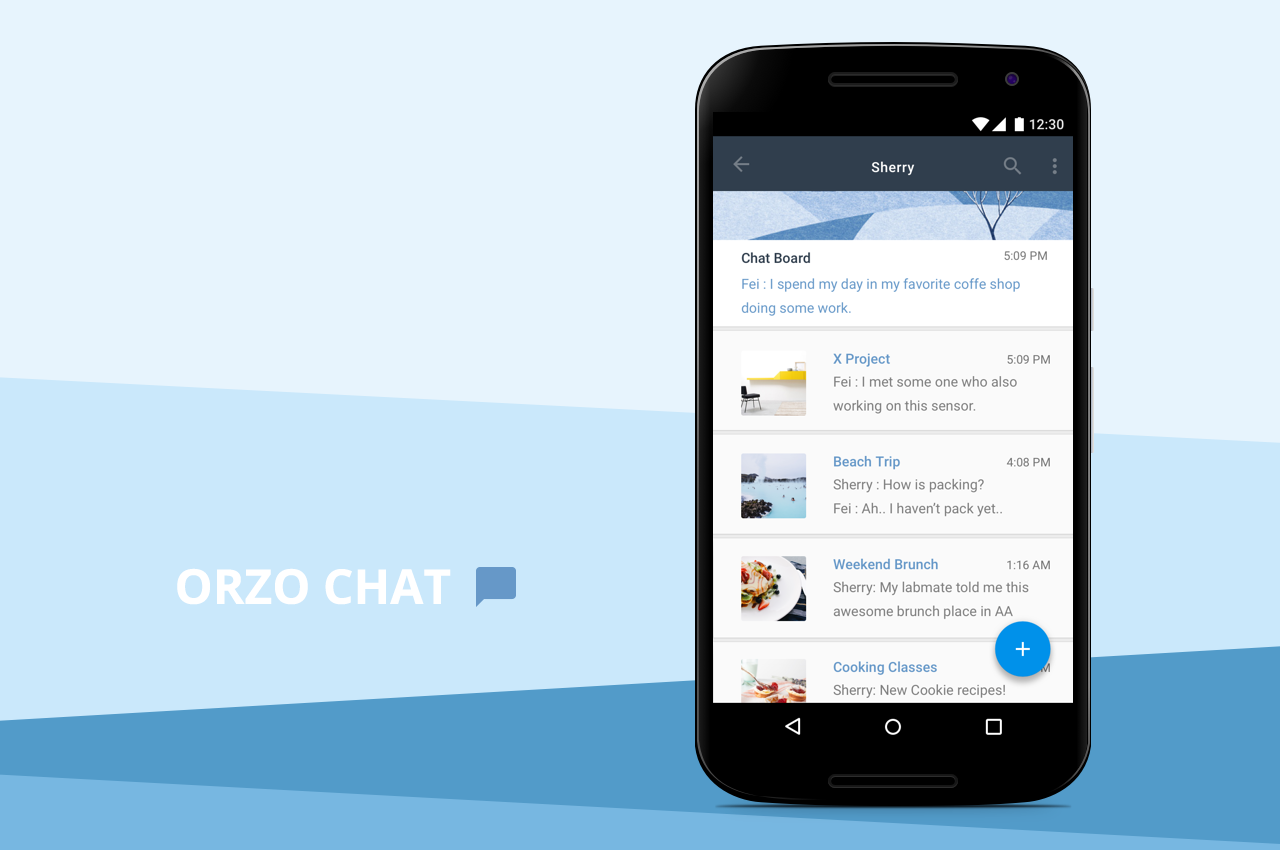 12:30
Sherry
Chat Board 5:09 PM
Fei : I spend my day in my favorite coffe shop
doing some work.
X Project 5:09 PM
Fei : I met some one who also
working on this sensor.
Beach Trip 4:08 PM
Sherry : How is packing?
Fei : Ah.. I haven’t pack yet..
Weekend Brunch 1:16 AM
Sherry: My labmate told me this
awesome brunch place in AA
Cooking Classes
Sherry: New Cookie recipes!
ORZO CHAT